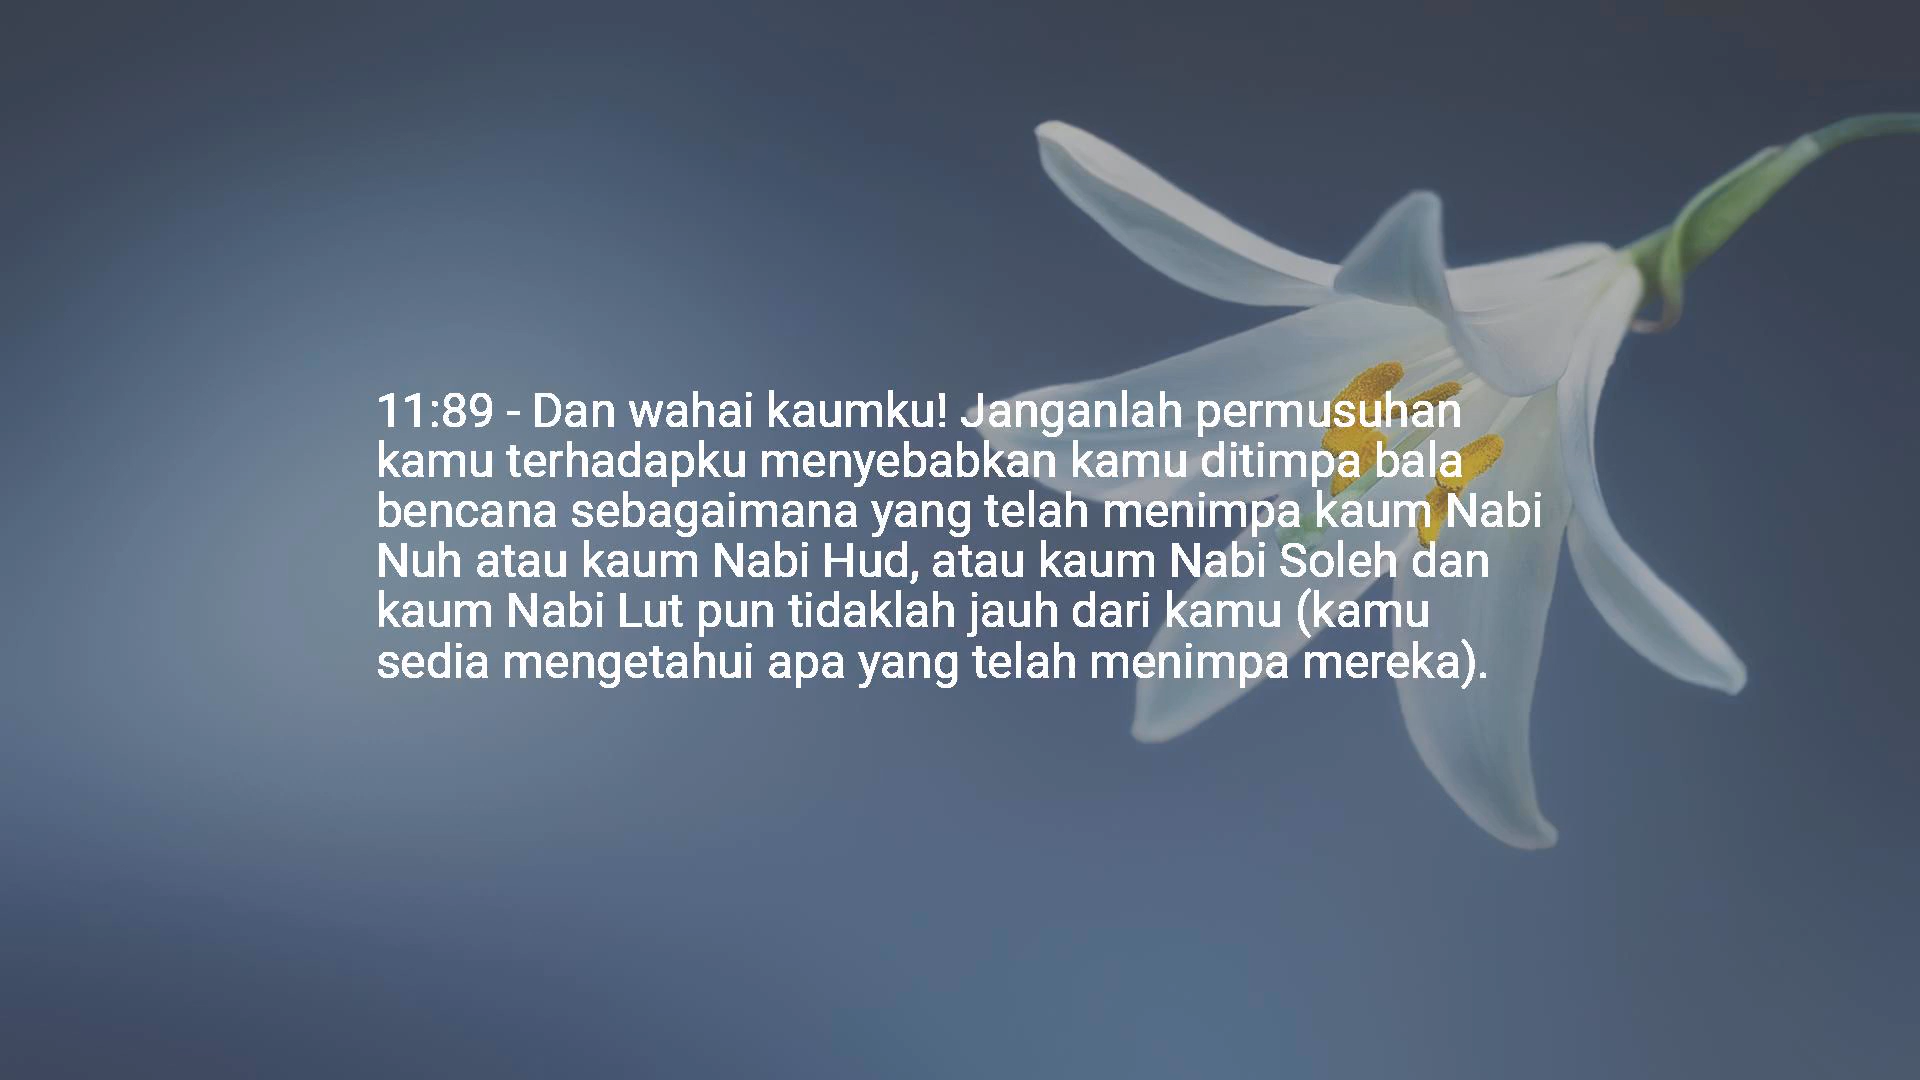 11:89 - Dan wahai kaumku! Janganlah permusuhan
kamu terhadapku menyebabkan kamu ditimpa bala
bencana sebagaimana yang telah menimpa kaum Nabi
Nuh atau kaum Nabi Hud, atau kaum Nabi Soleh dan
kaum Nabi Lut pun tidaklah jauh dari kamu (kamu
sedia mengetahui apa yang telah menimpa mereka).